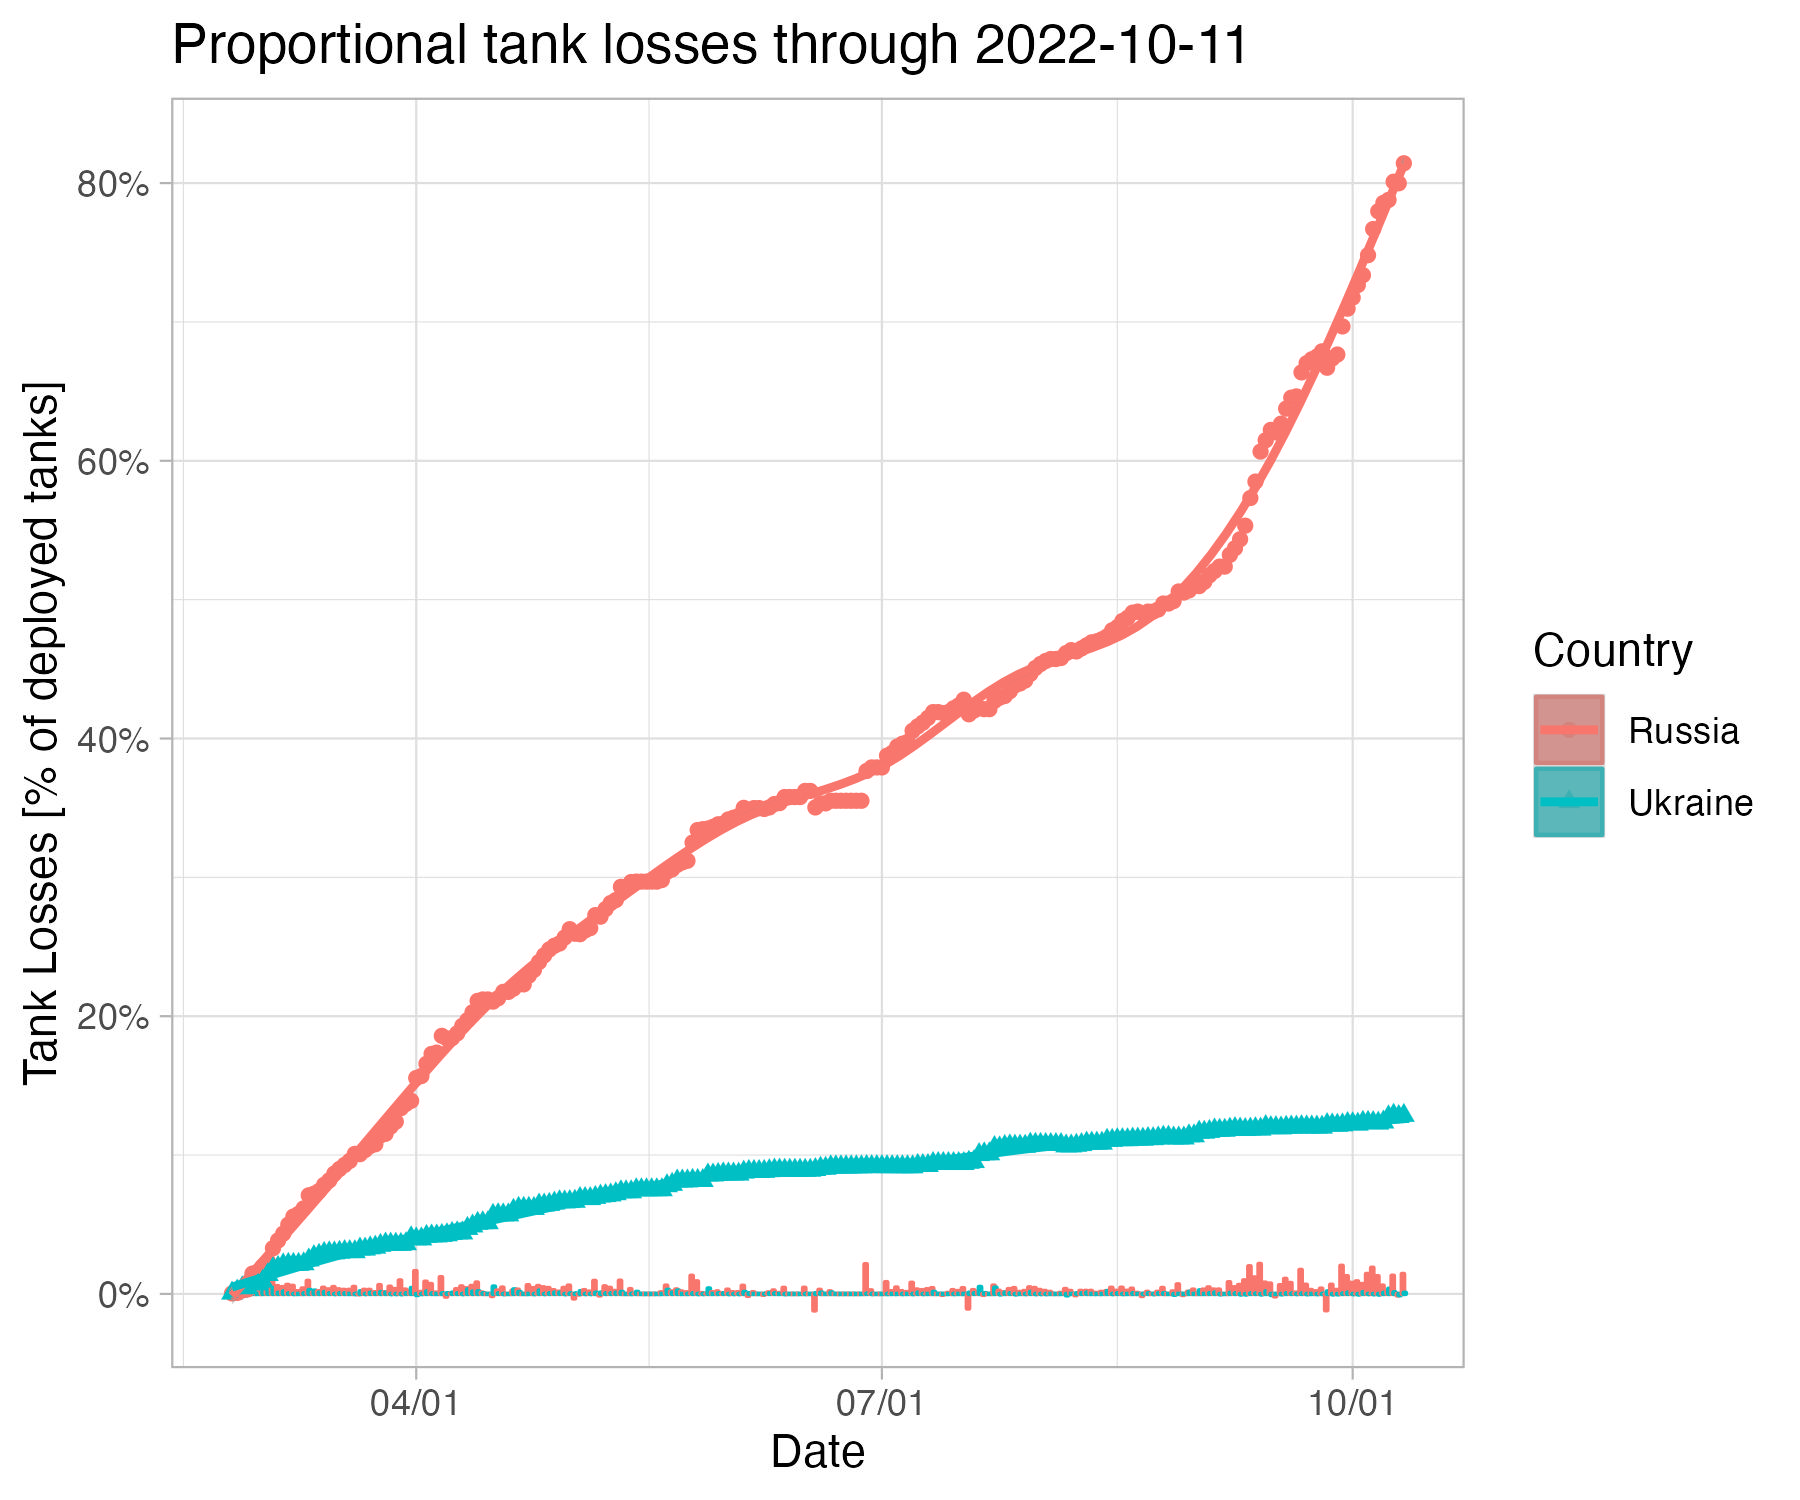 Proportional tank losses through 2022-10-11
Tank Losses [% of deployed tanks]
80%
60%
40%
20%
0%
04/01
07/01
10/01
Date
Country
Russia
Ukraine